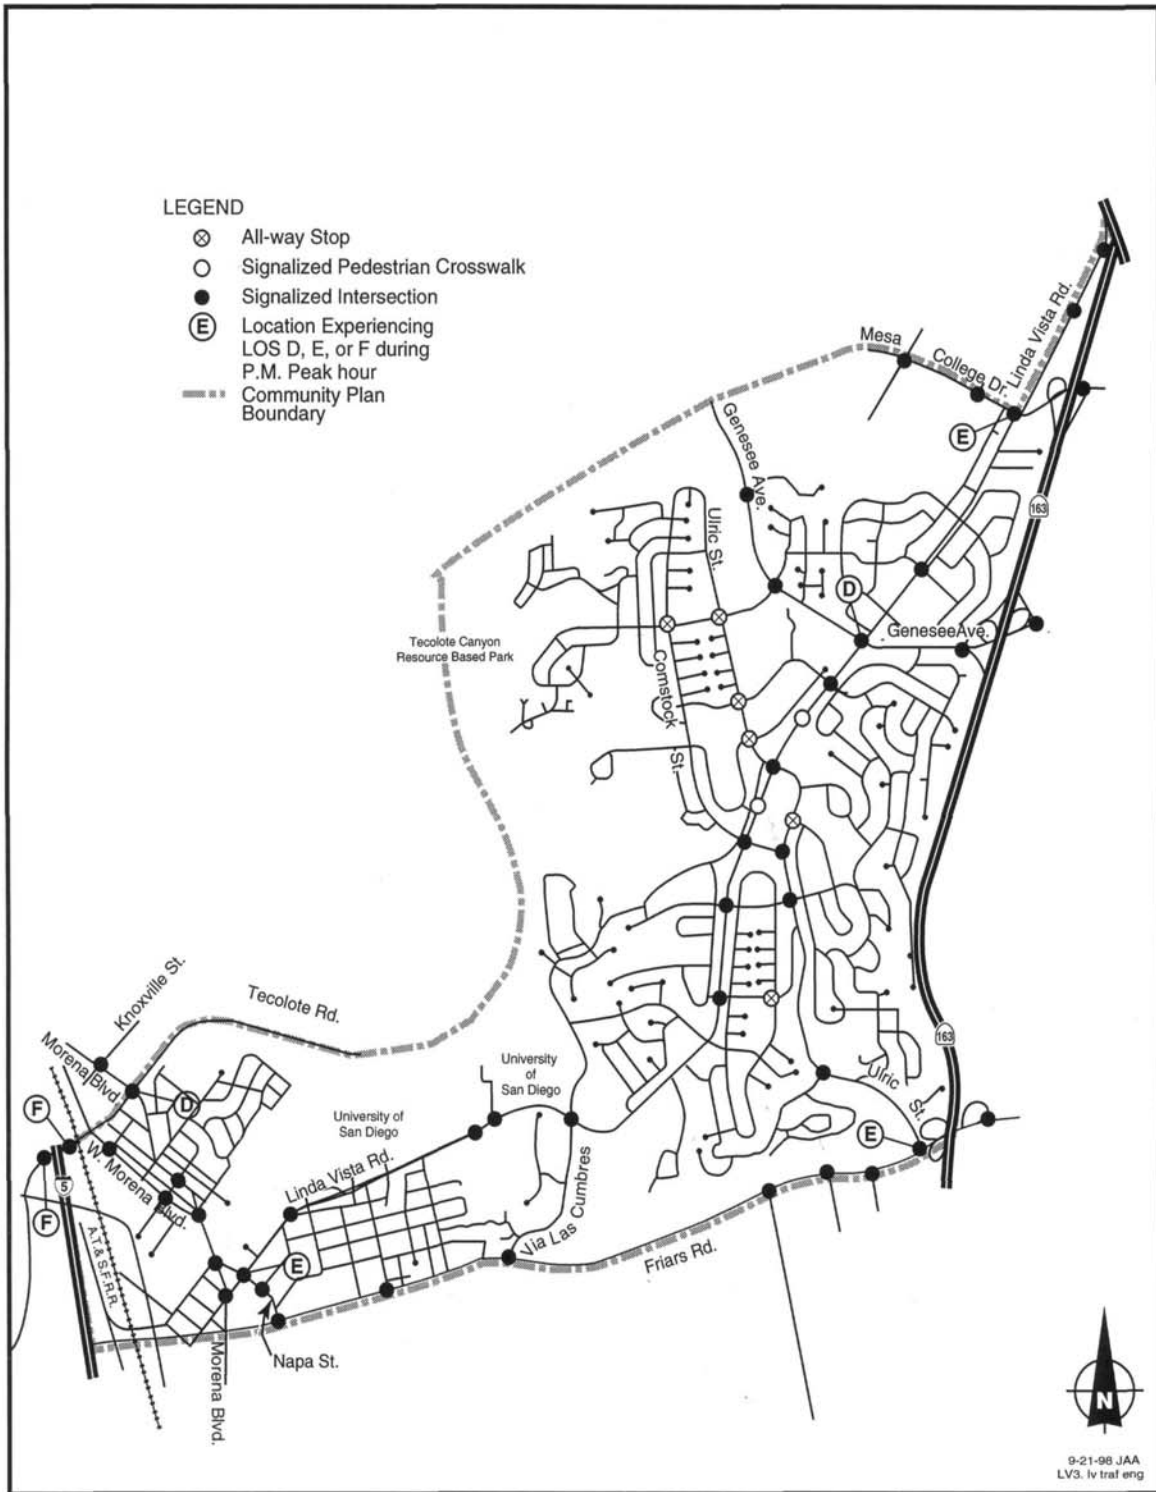 LEGEND
All-way Stop
Signalized Pedestrian Crosswalk
Signalized Intersection
E
Location Experiencing
LOS D, E, or F during
P.M. Peak hour
Community Plan
Boundary
Mesa
College Dr.
Linda Vista Rd.
E
163
Genesee Ave.
Ulric St.
D
Genesee Ave.
Tecolote Canyon
Resource Based Park
Comstock
St.
Knoxville St.
Tecolote Rd.
Morena Blvd.
D
F
F
W. Morena Blvd.
5
A.T.& S.F.R.R.
University
of San Diego
University of
San Diego
Linda Vista Rd.
Via Las Cumbres
163
Ulric
St.
E
Friars Rd.
E
Napa St.
Morena Blvd.
N
9-21-98 JAA
LV3. lv traf eng